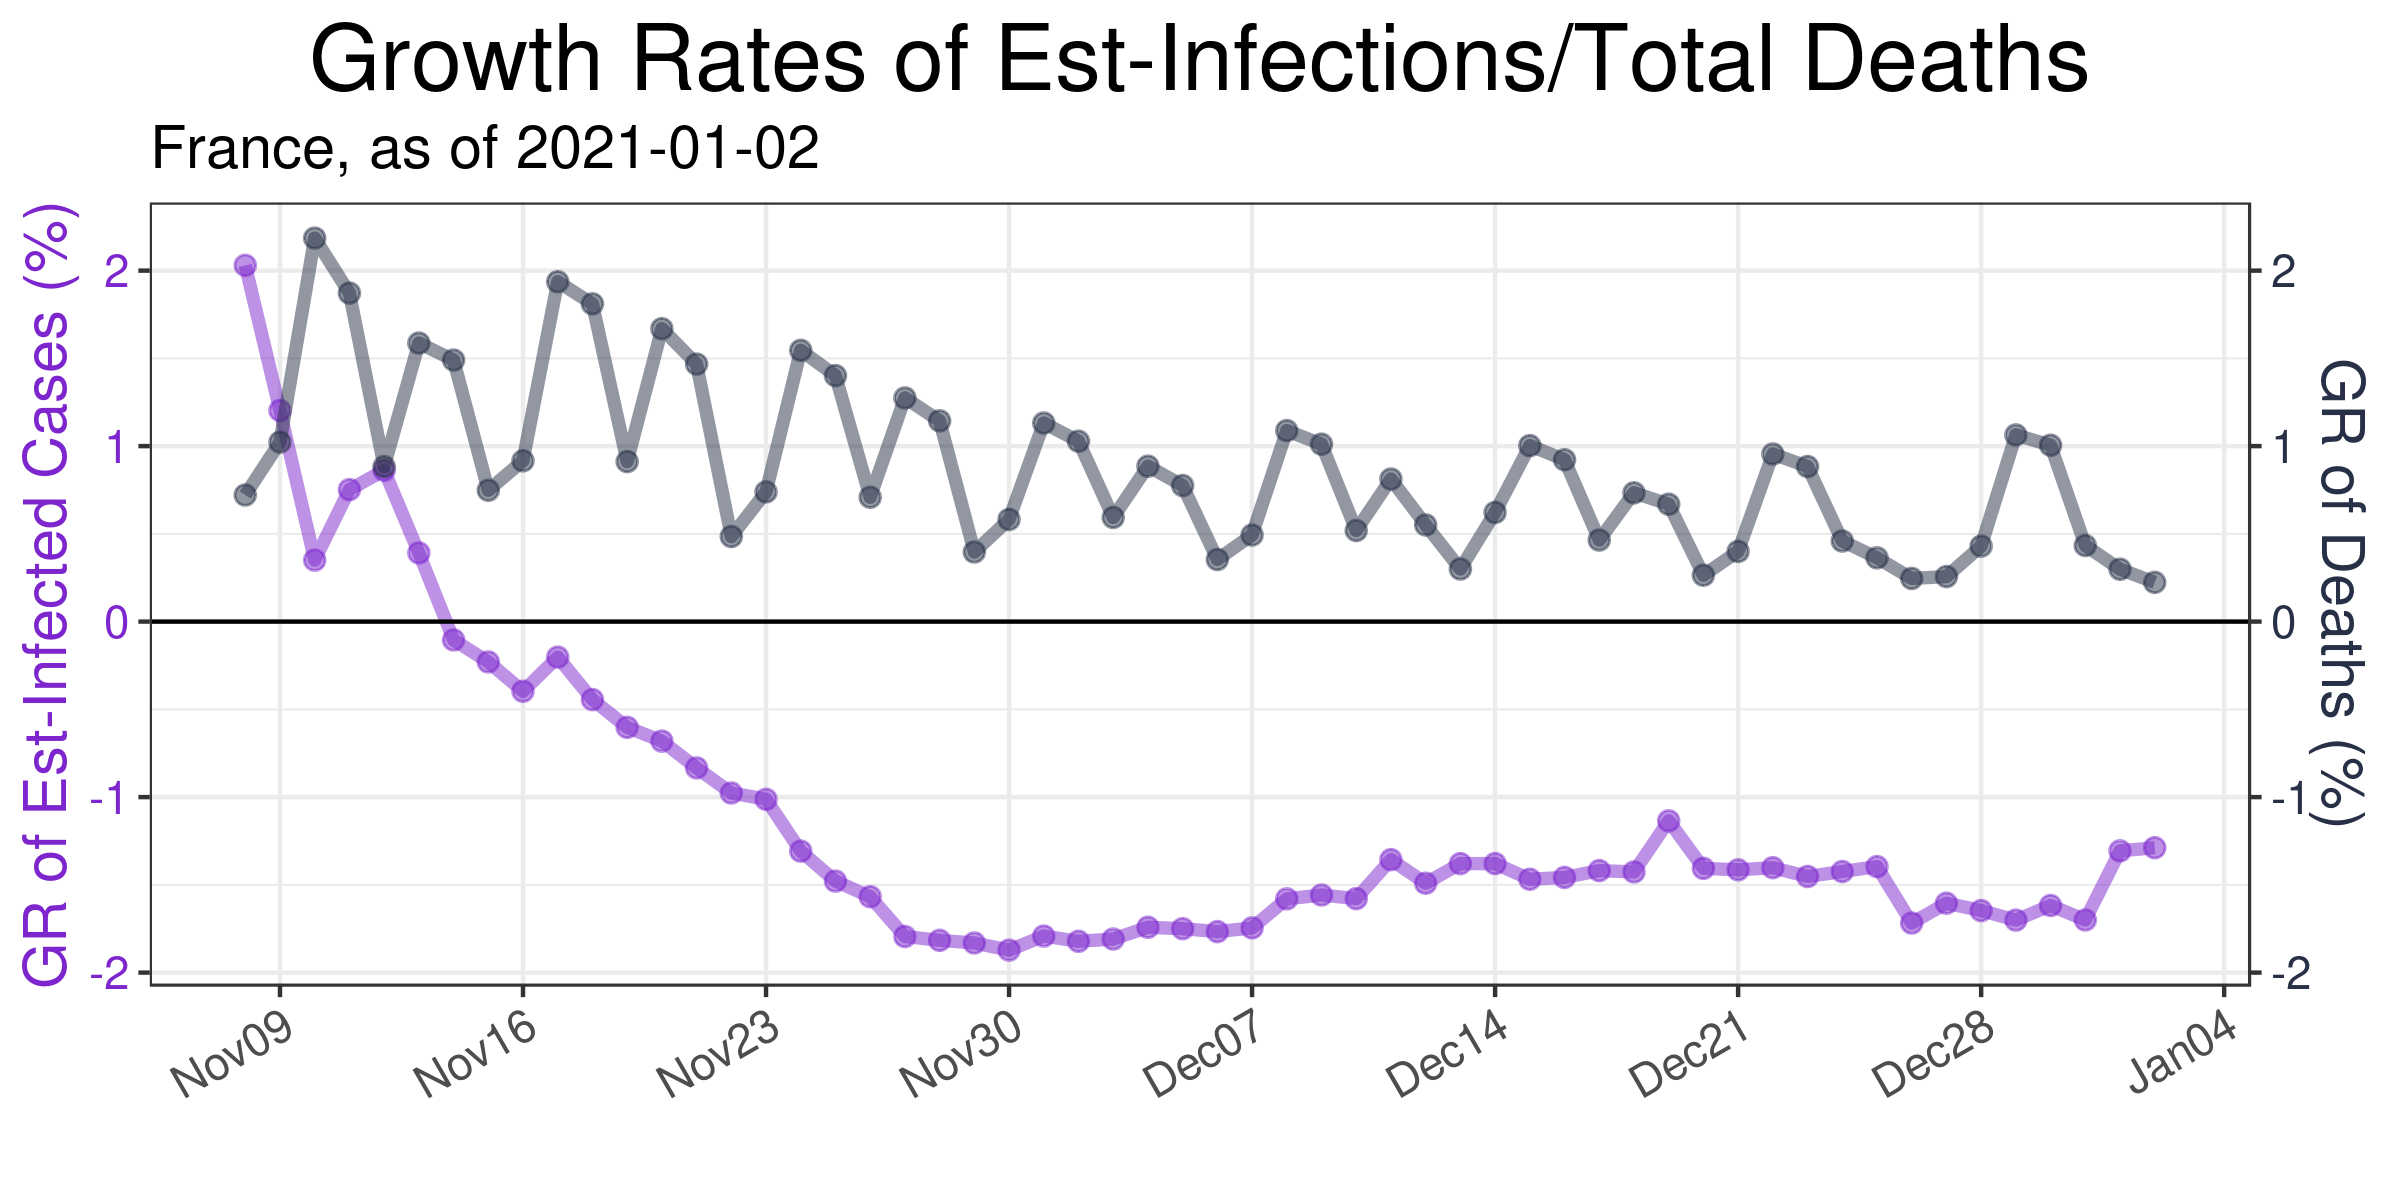 Growth Rates of Est-Infections/Total Deaths
France, as of 2021-01-02
GR of Est-Infected Cases (%)
2
1
0
-1
-2
2
1
0
-1
-2
GR of Deaths (%)
Nov09
Nov16
Nov23
Nov30
Dec07
Dec14
Dec21
Dec28
Jan04